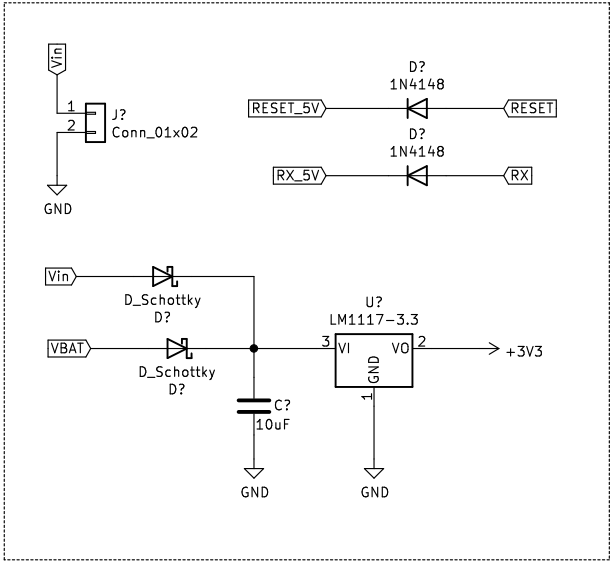 Vin
1
2
J?
Conn_01x02
GND
D?
1N4148
RESET_5V
RESET
D?
1N4148
RX_5V
RX
Vin
D_Schottky
D?
VBAT
D_Schottky
D?
C?
10uF
GND
U?
LM1117-3.3
3
VI
VO
2
GND
1
+3V3
GND